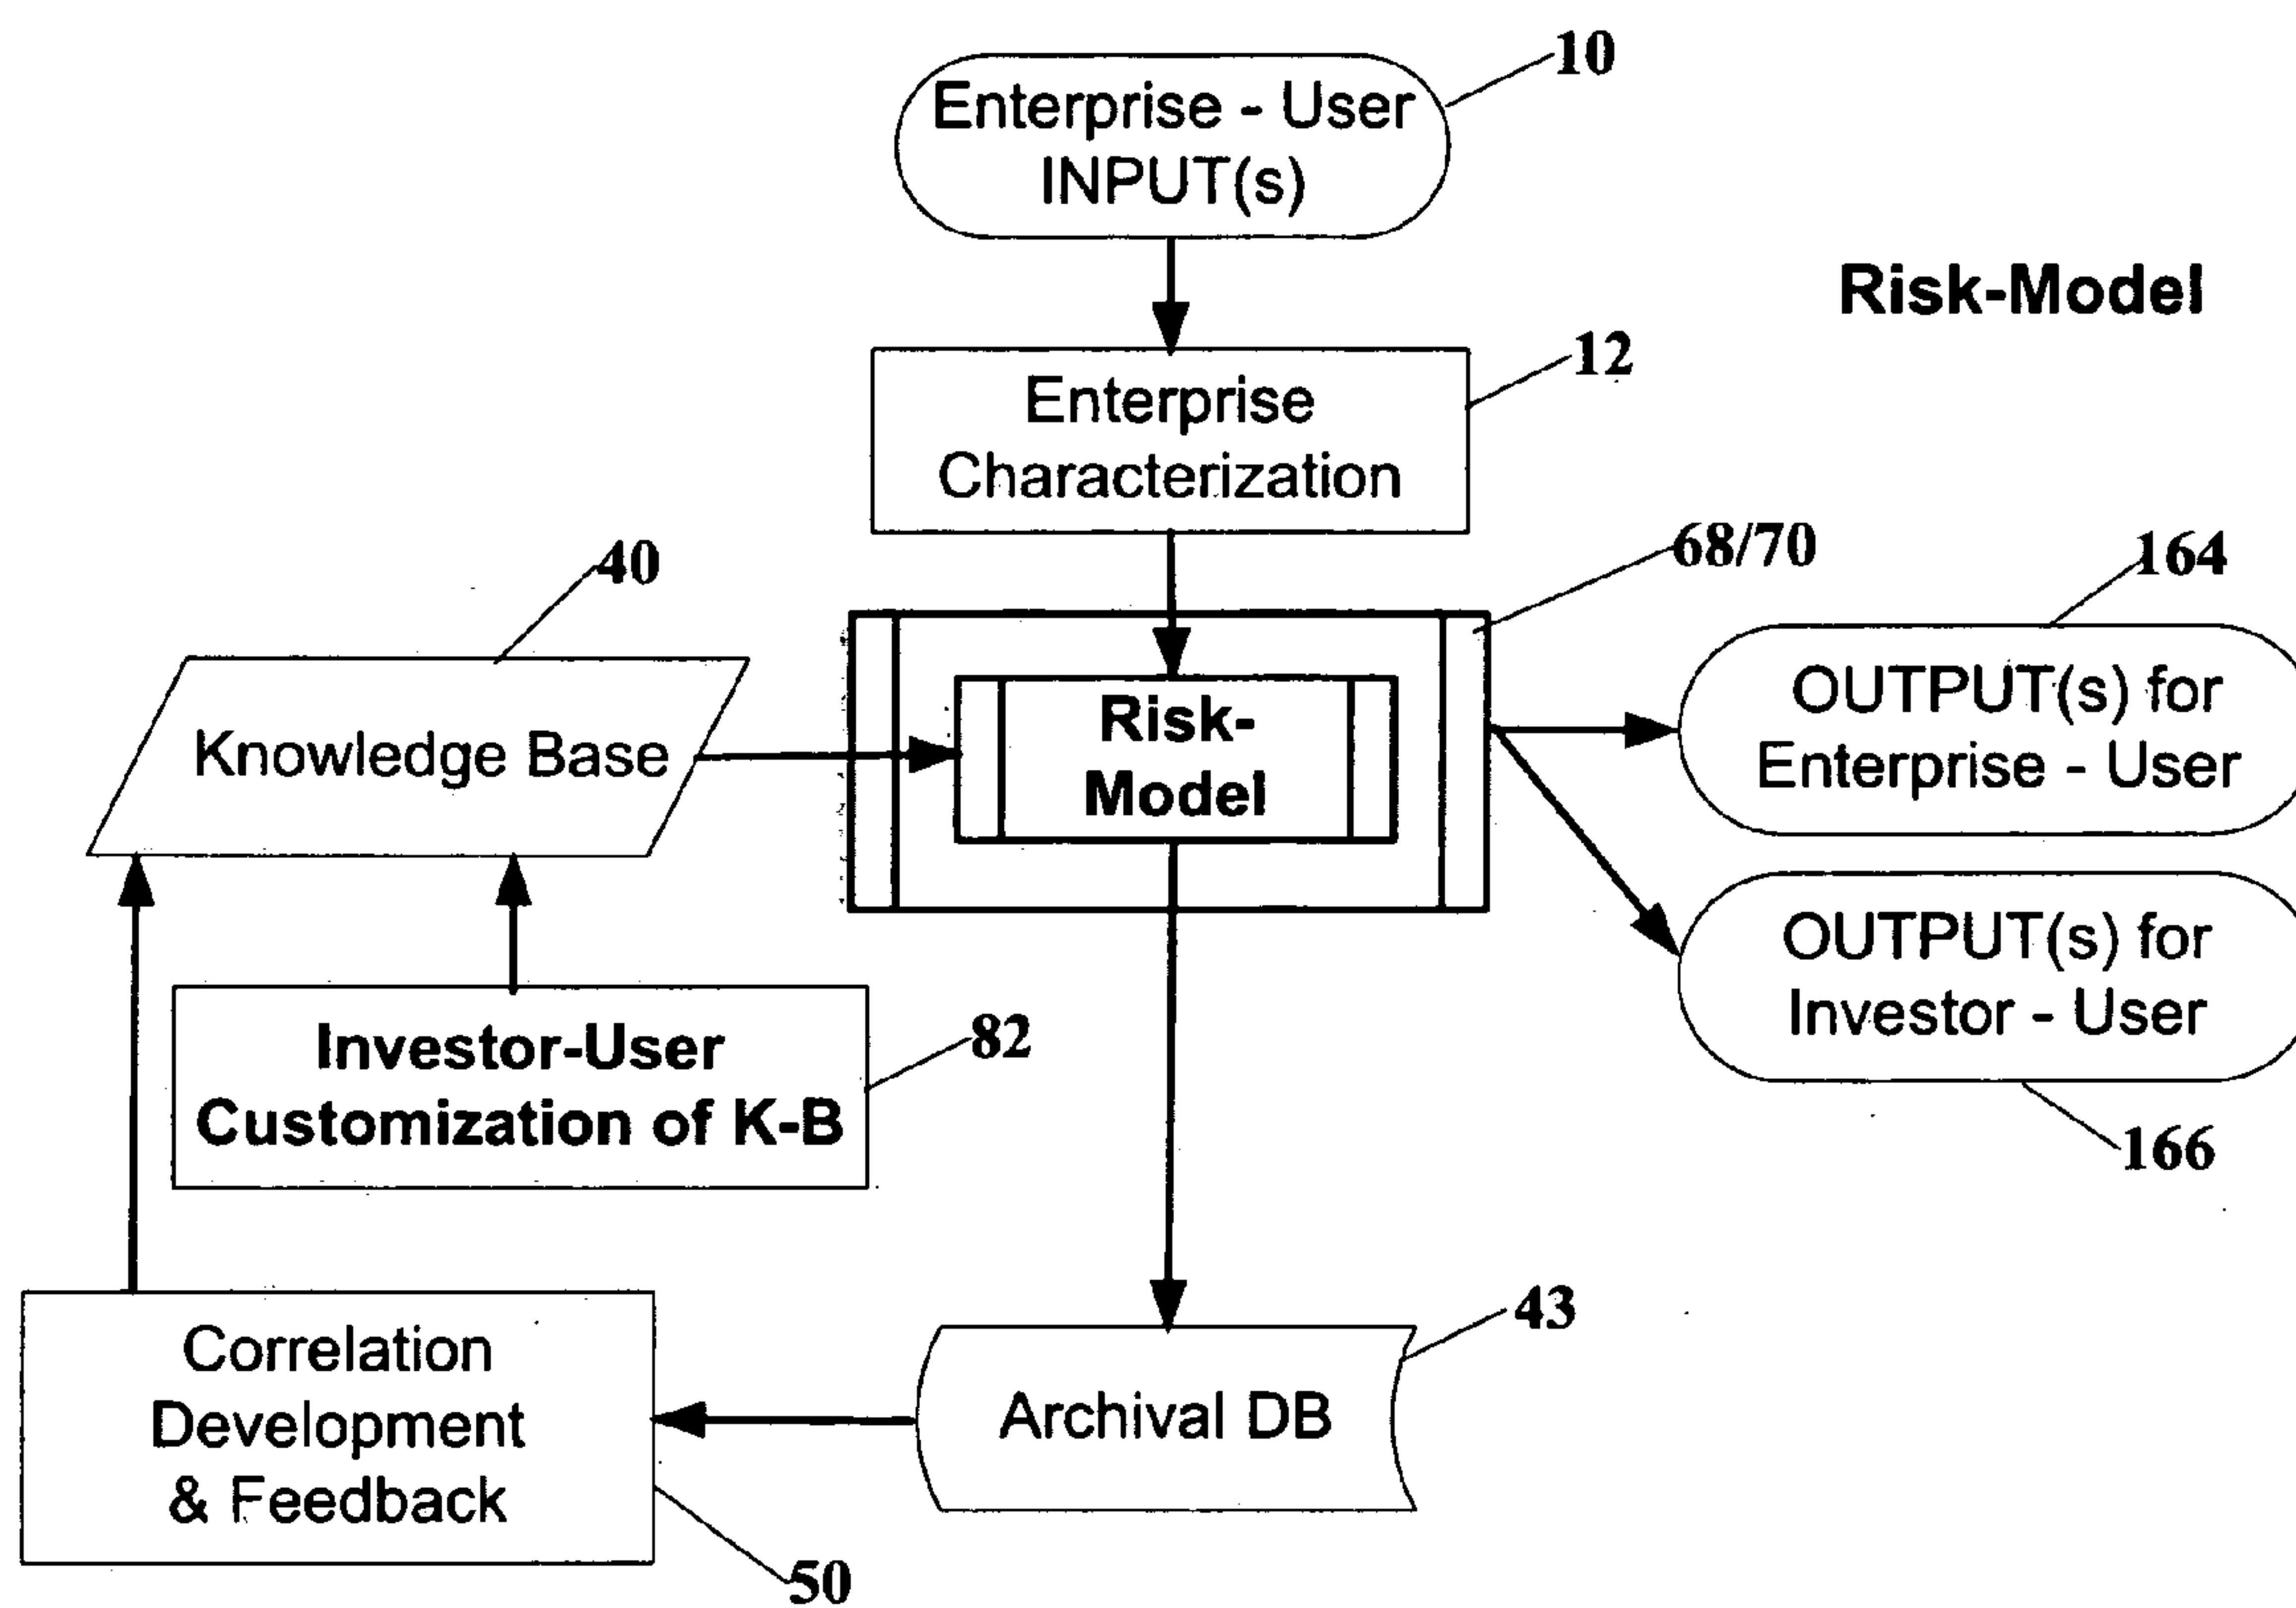 10
Enterprise - User
INPUT(s)
Risk-Model
12
Enterprise
Characterization
68/70
40
164
Knowledge Base
Risk-
Model
OUTPUT(s) for
Enterprise - User
OUTPUT(s) for
Investor - User
166
Investor-User
Customization of K-B
82
43
Correlation
Development
& Feedback
Archival DB
50